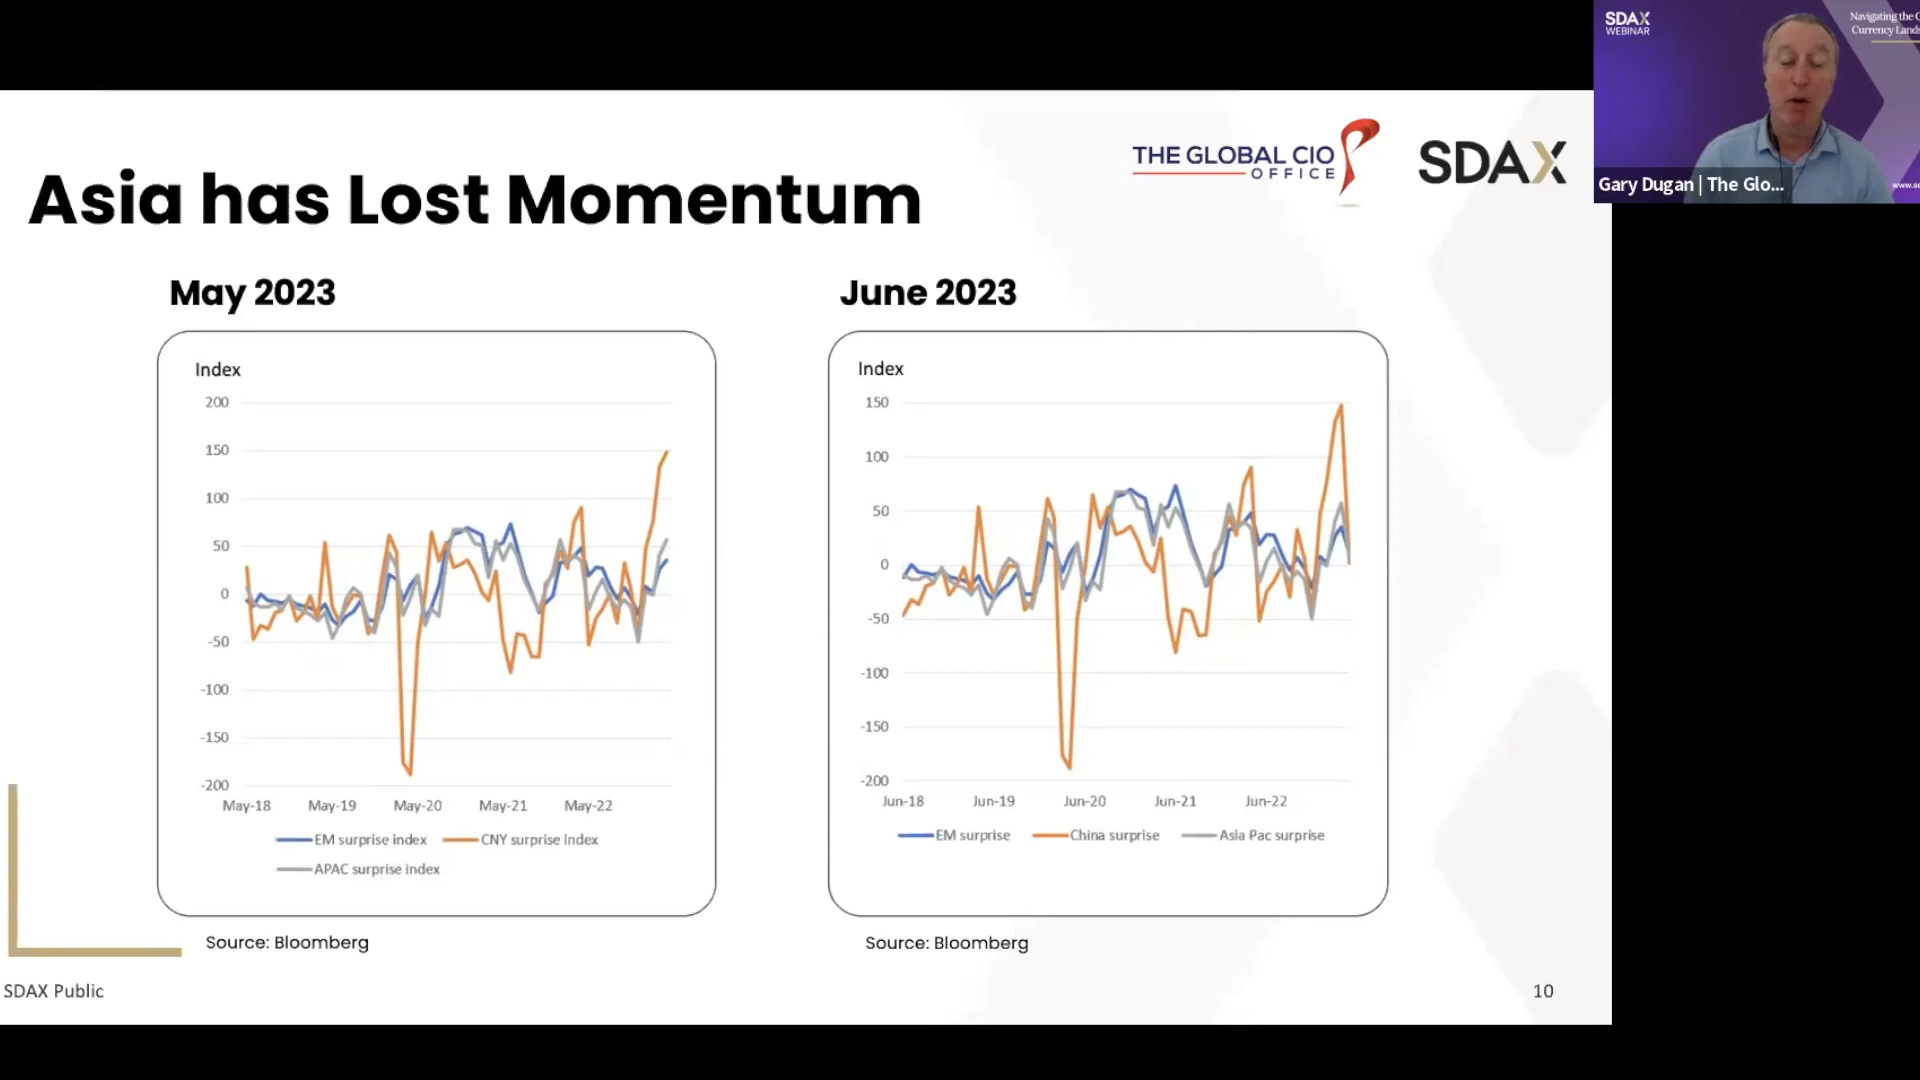 SDAX
WEBINAR
Navigating the
Currency
Gary Dugan | The Glo...
THE GLOBAL CIO
OFFICE
SDAX
Asia has Lost Momentum
May 2023
June 2023
Index
200
150
100
50
0
-50
-100
-150
-200
May-18 May-19 May-20 May-21 May-22
EM surprise index CNY surprise index
APAC surprise index
Index
150
100
50
0
-50
-100
-150
-200
Jun-18 Jun-19 Jun-20 Jun-21 Jun-22
EM surprise China surprise Asia Pac surprise
Source: Bloomberg
Source: Bloomberg
SDAX Public
10